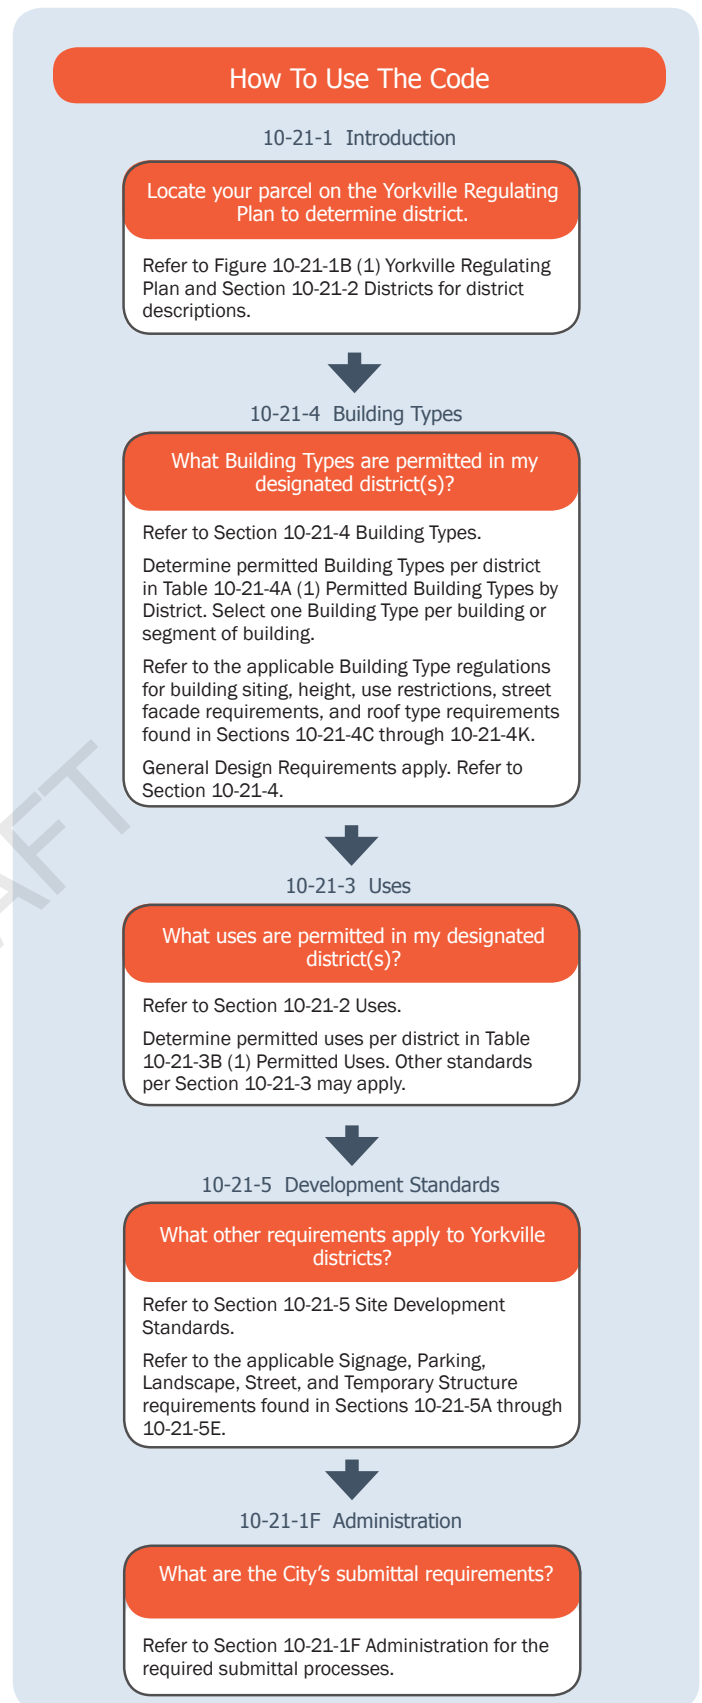 How To Use The Code
10-21-1 Introduction
Locate your parcel on the Yorkville Regulating
Plan to determine district.
Refer to Figure 10-21-1B (1) Yorkville Regulating
Plan and Section 10-21-2 Districts for district
descriptions.
10-21-4 Building Types
What Building Types are permitted in my
designated district(s)?
Refer to Section 10-21-4 Building Types.
Determine permitted Building Types per district
in Table 10-21-4A (1) Permitted Building Types by
District. Select one Building Type per building or
segment of building.
Refer to the applicable Building Type regulations
for building siting, height, use restrictions, street
facade requirements, and roof type requirements
found in Sections 10-21-4C through 10-21-4K.
General Design Requirements apply. Refer to
Section 10-21-4.
AFT
10-21-3 Uses
What uses are permitted in my designated
district(s)?
Refer to Section 10-21-2 Uses.
Determine permitted uses per district in Table
10-21-3B (1) Permitted Uses. Other standards
per Section 10-21-3 may apply.
10-21-5 Development Standards
What other requirements apply to Yorkville
districts?
Refer to Section 10-21-5 Site Development
Standards.
Refer to the applicable Signage, Parking,
Landscape, Street, and Temporary Structure
requirements found in Sections 10-21-5A through
10-21-5E.
10-21-1F Administration
What are the City's submittal requirements?
Refer to Section 10-21-1F Administration for the
required submittal processes.